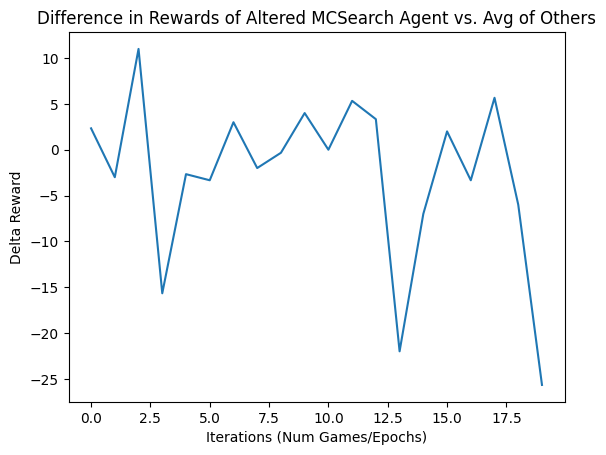 Difference in Rewards of Altered MCSearch Agent vs. Avg of Others
10
5
0
−5
−10
−15
−20
−25
Delta Reward
0.0 2.5 5.0 7.5 10.0 12.5 15.0 17.5
Iterations (Num Games/Epochs)